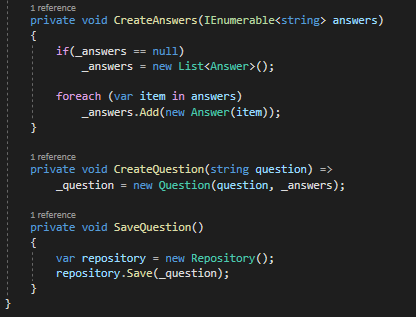 1 reference
private void CreateAnswers(IEnumerable<string> answers)
{
if(_answers == null)
_answers = new List<Answer>();
foreach (var item in answers)
_answers.Add(new Answer(item));
}
1 reference
private void CreateQuestion(string question) =>
_question = new Question(question, _answers);
1 reference
private void SaveQuestion()
{
var repository = new Repository();
repository.Save(_question);
}
}